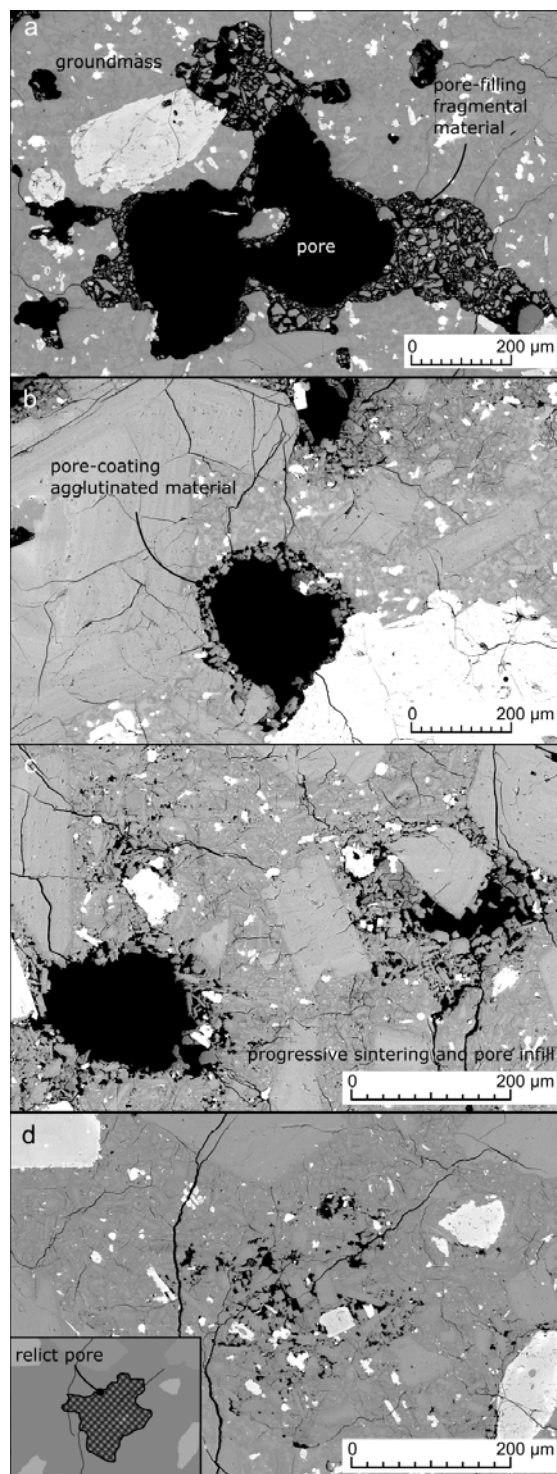 a
groundmass
pore-filling
fragmental
material
pore
0 200 µm
b
pore-coating
agglutinated material
0 200 µm
c
progressive sintering and pore infill
0 200 µm
d
relict pore
0 200 µm